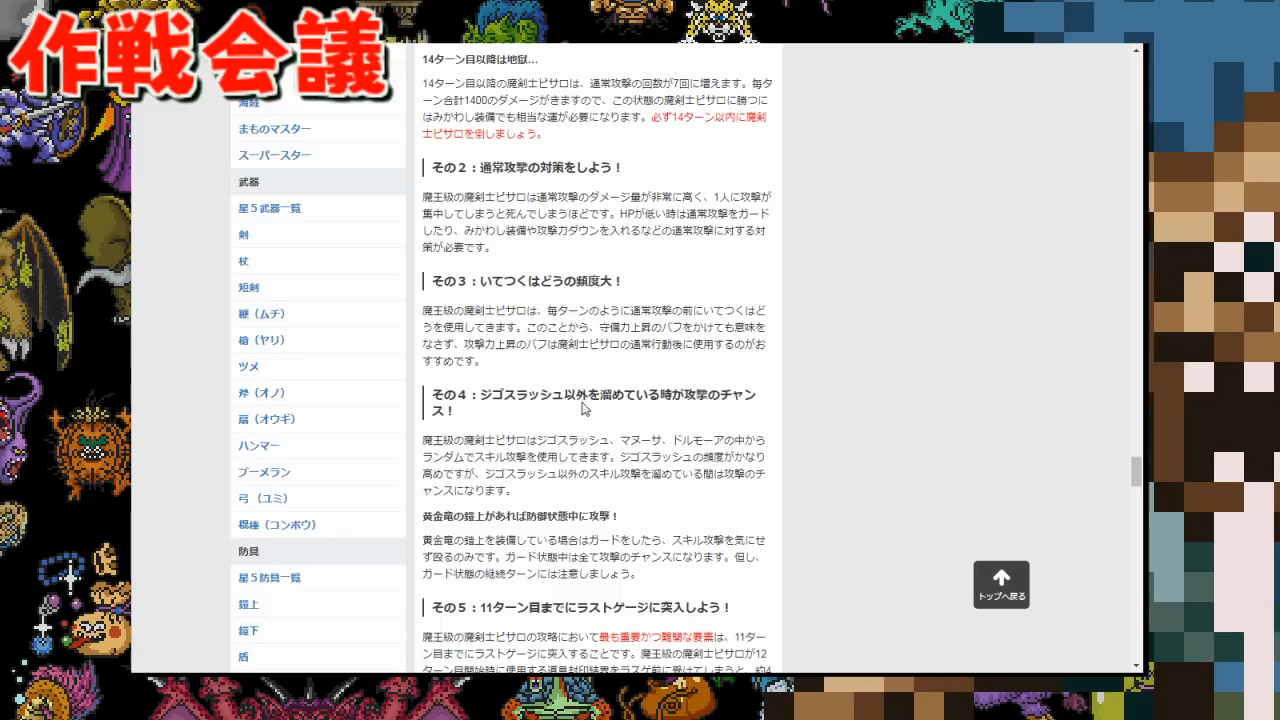 作戦会議
海賊
まものマスター
スーパースター
武器
星５武器一覧
剣
杖
短剣
鞭（ムチ）
槍（ヤリ）
ツメ
斧（オノ）
扇（オウギ）
ハンマー
ブーメラン
弓（ユミ）
棍棒（コンボウ）
防具
星５防具一覧
鎧上
鎧下
盾
14ターン目以降は地獄…
14ターン目以降の魔剣士ピサロは、通常攻撃の回数が7回に増えます。毎タ
ーン合計1400のダメージがきますので、この状態の魔剣士ピサロに勝つに
はみかわし装備でも相当な運が必要になります。必ず14ターン以内に魔剣
士ピサロを倒しましょう。
その２：通常攻撃の対策をしよう！
魔王級の魔剣士ピサロは通常攻撃のダメージ量が非常に高く、1人に攻撃が
集中してしまうと死んでしまうほどです。HPが低い時は通常攻撃をガード
したり、みかわし装備や攻撃力ダウンを入れるなどの通常攻撃に対する対
策が必要です。
その３：いてつくはどうの頻度大！
魔王級の魔剣士ピサロは、毎ターンのように通常攻撃の前にいてつくはど
うを使用してきます。このことから、守備力上昇のバフをかけても意味を
なさず、攻撃力上昇のバフは魔剣士ピサロの通常行動後に使用するのがお
すすめです。
その４：ジゴスラッシュ以外を溜めている時が攻撃のチャン
ス！
魔王級の魔剣士ピサロはジゴスラッシュ、マヌーサ、ドルモーアの中から
ランダムでスキル攻撃を使用してきます。ジゴスラッシュの頻度がかなり
高めですが、ジゴスラッシュ以外のスキル攻撃を溜めている間は攻撃のチ
ャンスになります。
黄金竜の鎧上があれば防御状態中に攻撃！
黄金竜の鎧上を装備している場合はガードをしたら、スキル攻撃を気にせ
ず殴るのみです。ガード状態中は全て攻撃のチャンスになります。但し、
ガード状態の継続ターンには注意しましょう。
その５：11ターン目までにラストゲージに突入しよう！
魔王級の魔剣士ピサロの攻略において最も重要かつ難関な要素は、11ター
ン目までにラストゲージに突入することです。魔王級の魔剣士ピサロが12
ターン目開始時に使用する道具封印結界をラスゲ前に受けてしまうと、約4
トップへ戻る